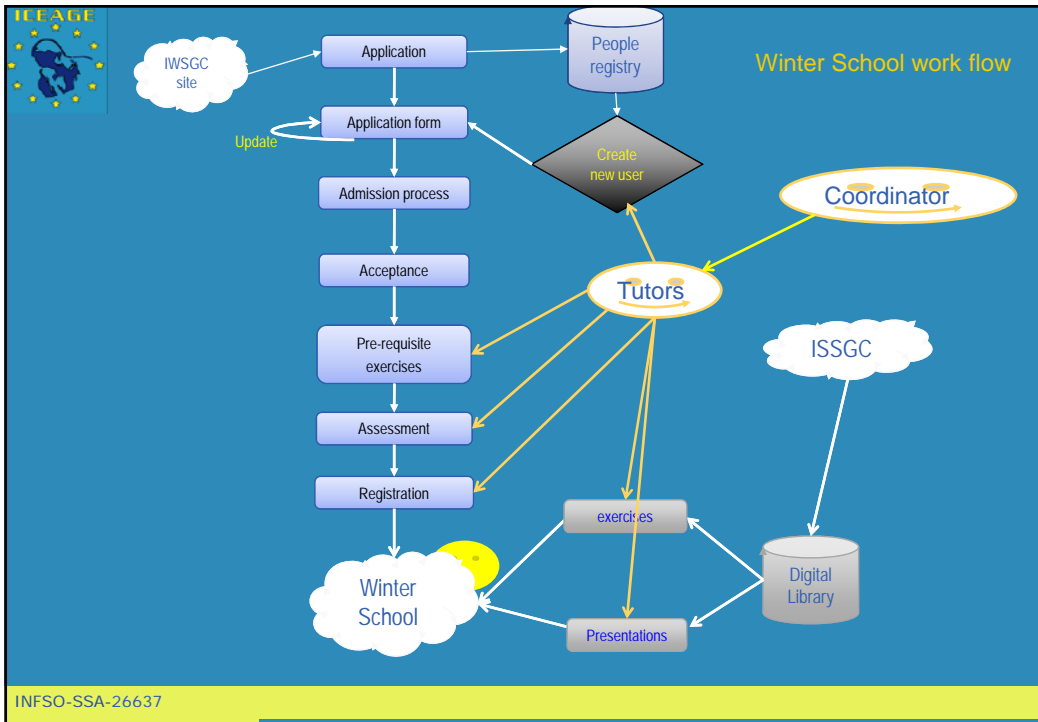 ICEAGE
IWSGC
site
Application
People
registry
Winter School work flow
Application form
Update
Create
new user
Admission process
Coordinator
Acceptance
Tutors
Pre-requisite
exercises
ISSGC
Assessment
Registration
exercises
Digital
Library
Winter
School
Presentations
INFSO-SSA-26637